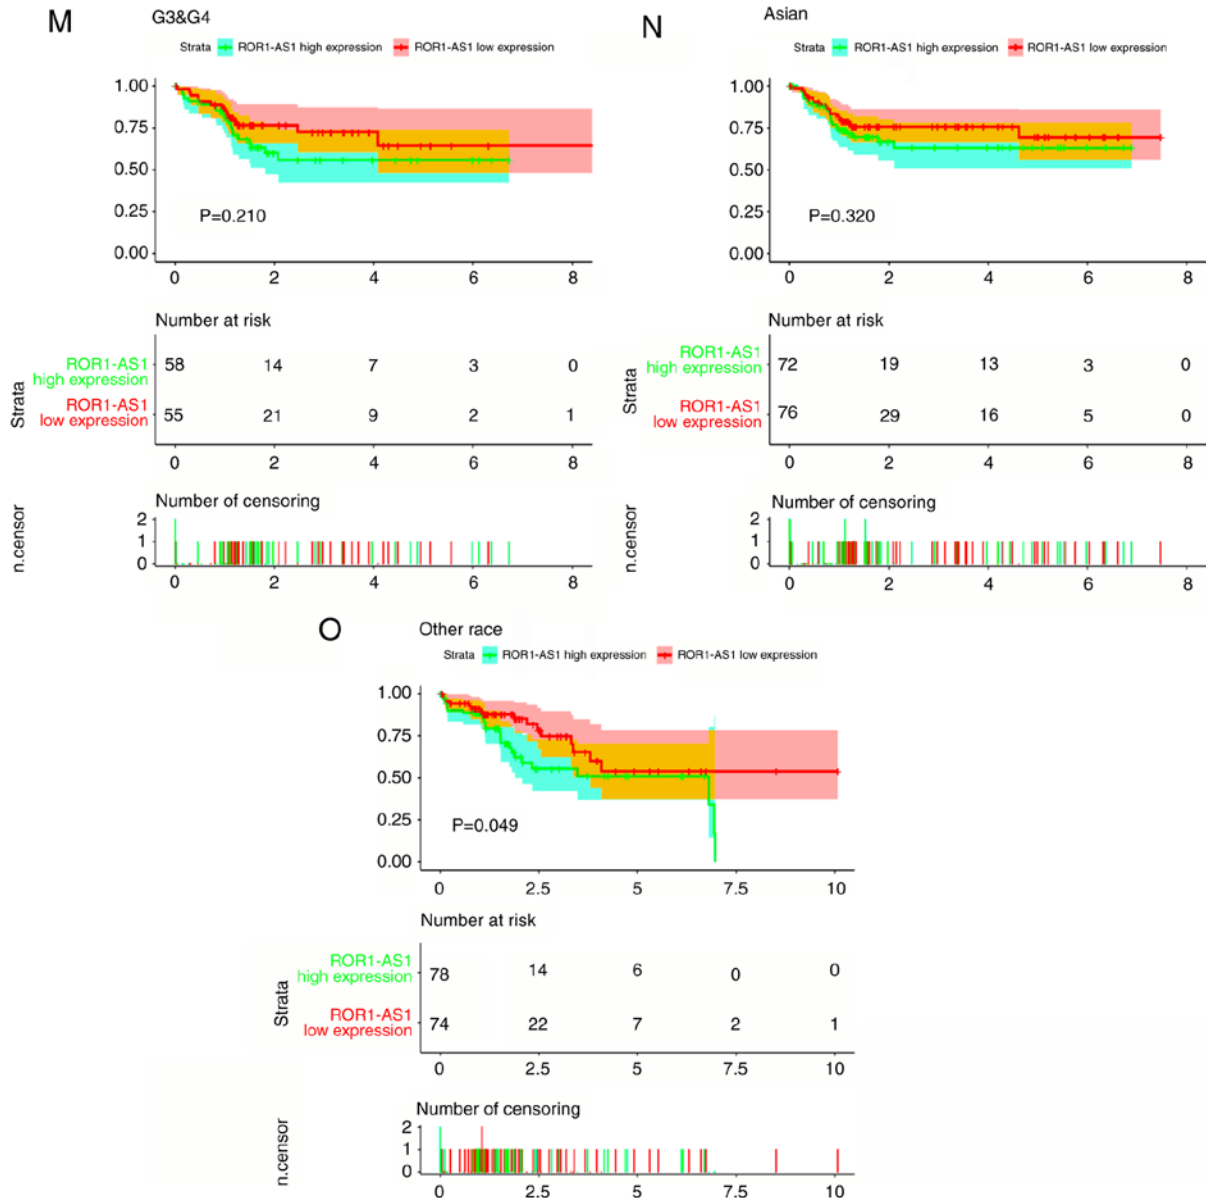 M
G3&G4
Strata ROR1-AS1 high expression ROR1-AS1 low expression
1.00
0.75
0.50
0.25
0.00
P=0.210
0 2 4 6 8
Number at risk
Strata
ROR1-AS1
high expression
58 14 7 3 0
ROR1-AS1
low expression
55 21 9 2 1
0 2 4 6 8
Number of censoring
n.censor
2
1
0
0 2 4 6 8
N
Asian
Strata ROR1-AS1 high expression ROR1-AS1 low expression
1.00
0.75
0.50
0.25
0.00
P=0.320
0 2 4 6 8
Number at risk
Strata
ROR1-AS1
high expression
72 19 13 3 0
ROR1-AS1
low expression
76 29 16 5 0
0 2 4 6 8
Number of censoring
n.censor
2
1
0
0 2 4 6 8
O
Other race
Strata ROR1-AS1 high expression ROR1-AS1 low expression
1.00
0.75
0.50
0.25
0.00
P=0.049
0 2.5 5 7.5 10
Number at risk
Strata
ROR1-AS1
high expression
78 14 6 0 0
ROR1-AS1
low expression
74 22 7 2 1
0 2.5 5 7.5 10
Number of censoring
n.censor
2
1
0
0 2.5 5 7.5 10